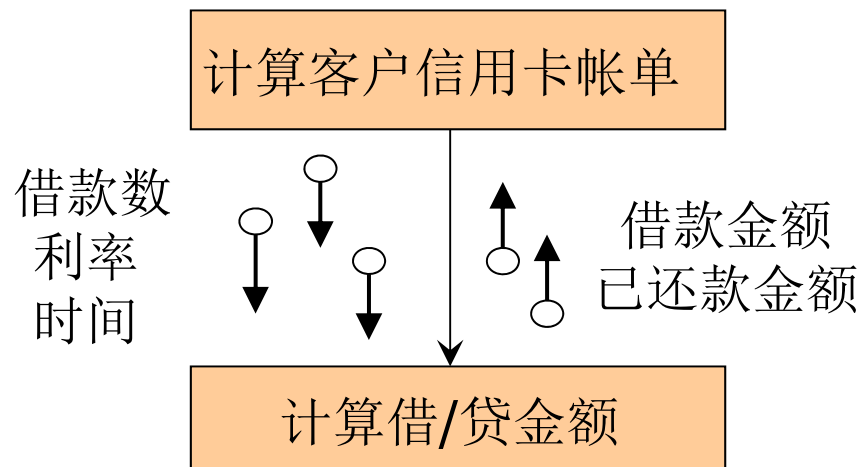 计算客户信用卡帐单
借款数
利率
时间
借款金额
已还款金额
计算借/贷金额